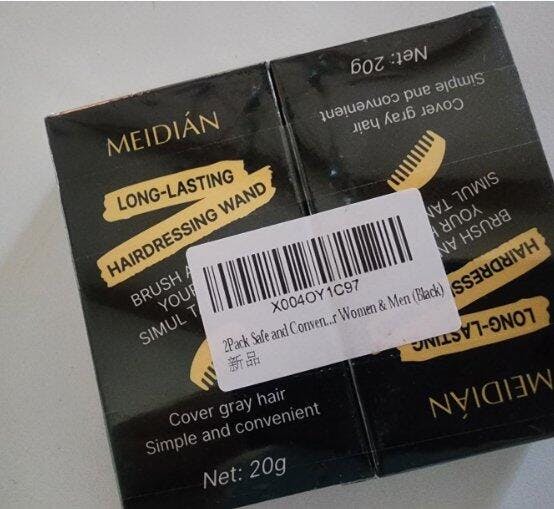 MEIDIÁN
LONG-LASTING
HAIRDRESSING WAND
BRUSH
YOUR
SIMUL
Cover gray hair
Simple and convenient
Net: 20g
X004OY1C97
2Pack Safe and Conven...r Women & Men (Black)
新品
MEIDIÁN
LONG-LASTING
BRUSH AN
YOUR
SIMUL TAN
Cover gray hair
Simple and convenient
Net: 20g